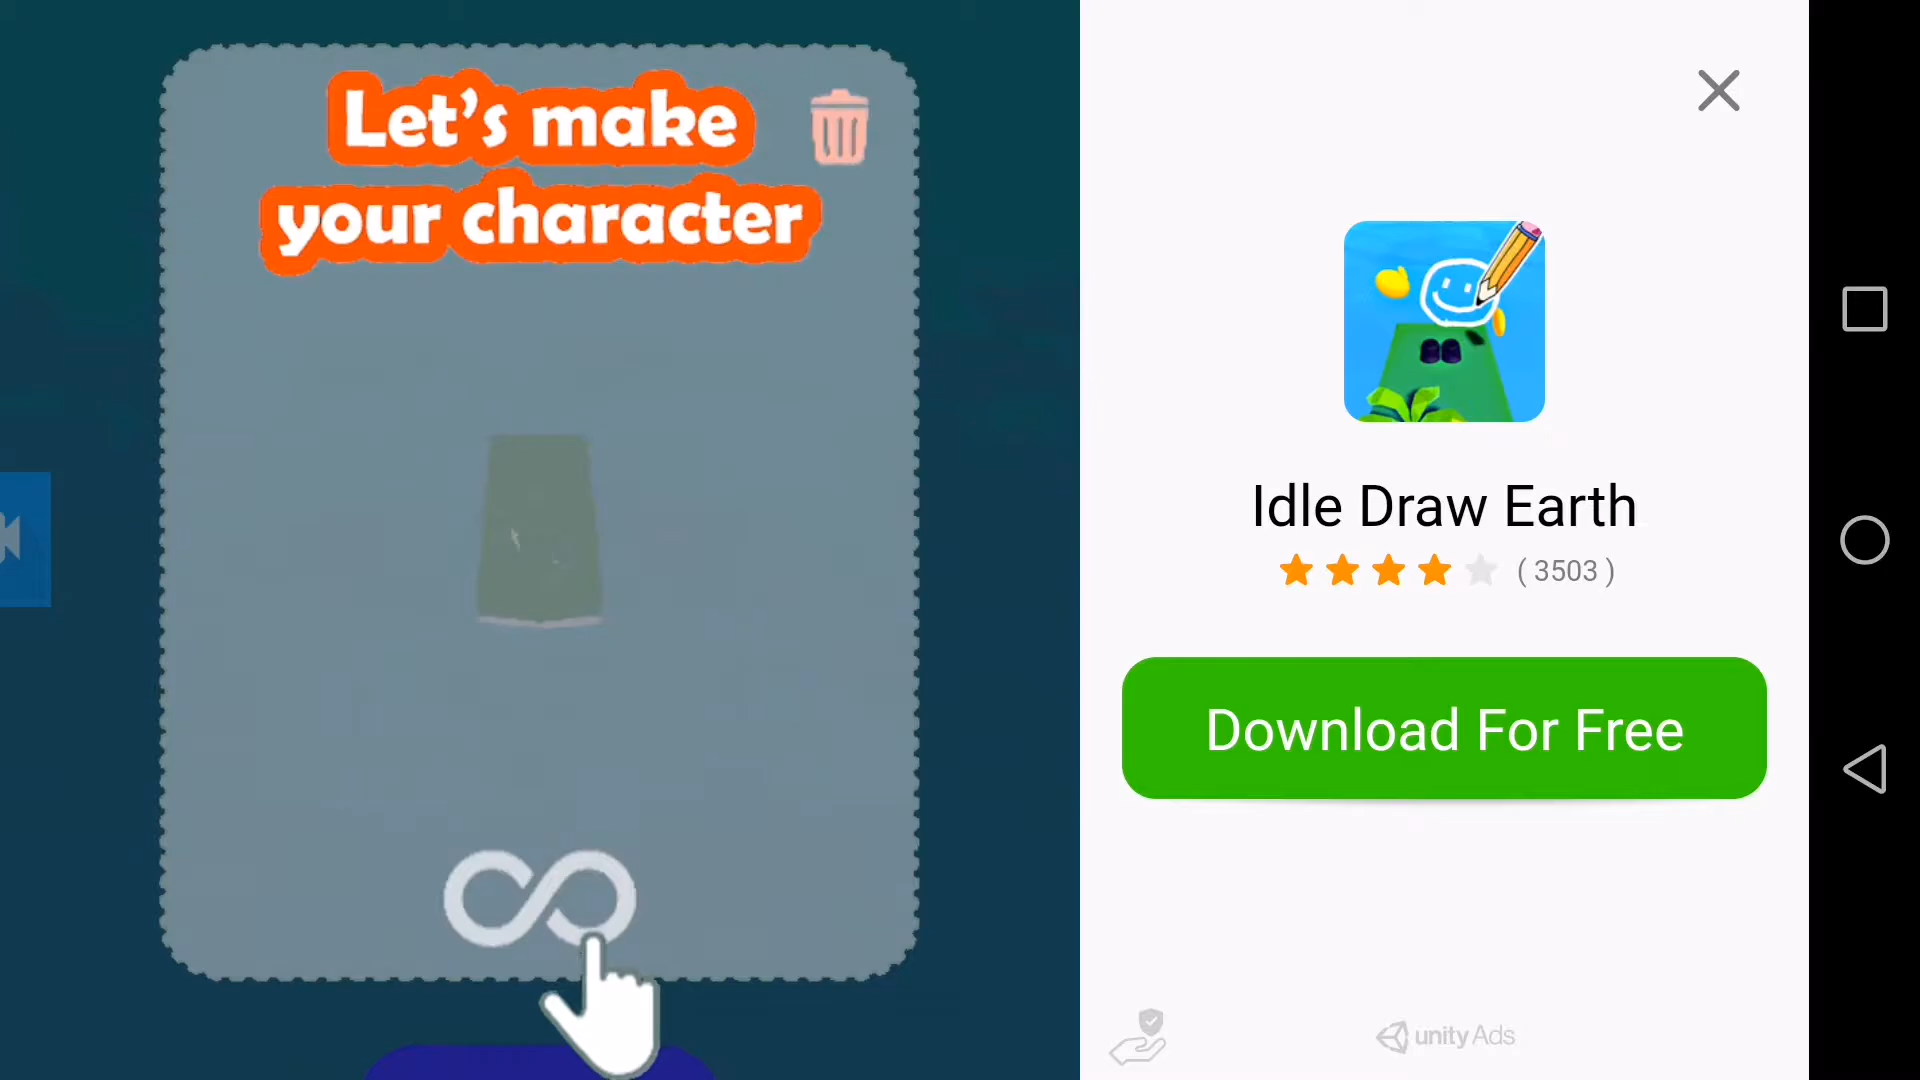 Let's make
your character
Idle Draw Earth
( 3503 )
Download For Free
unity Ads